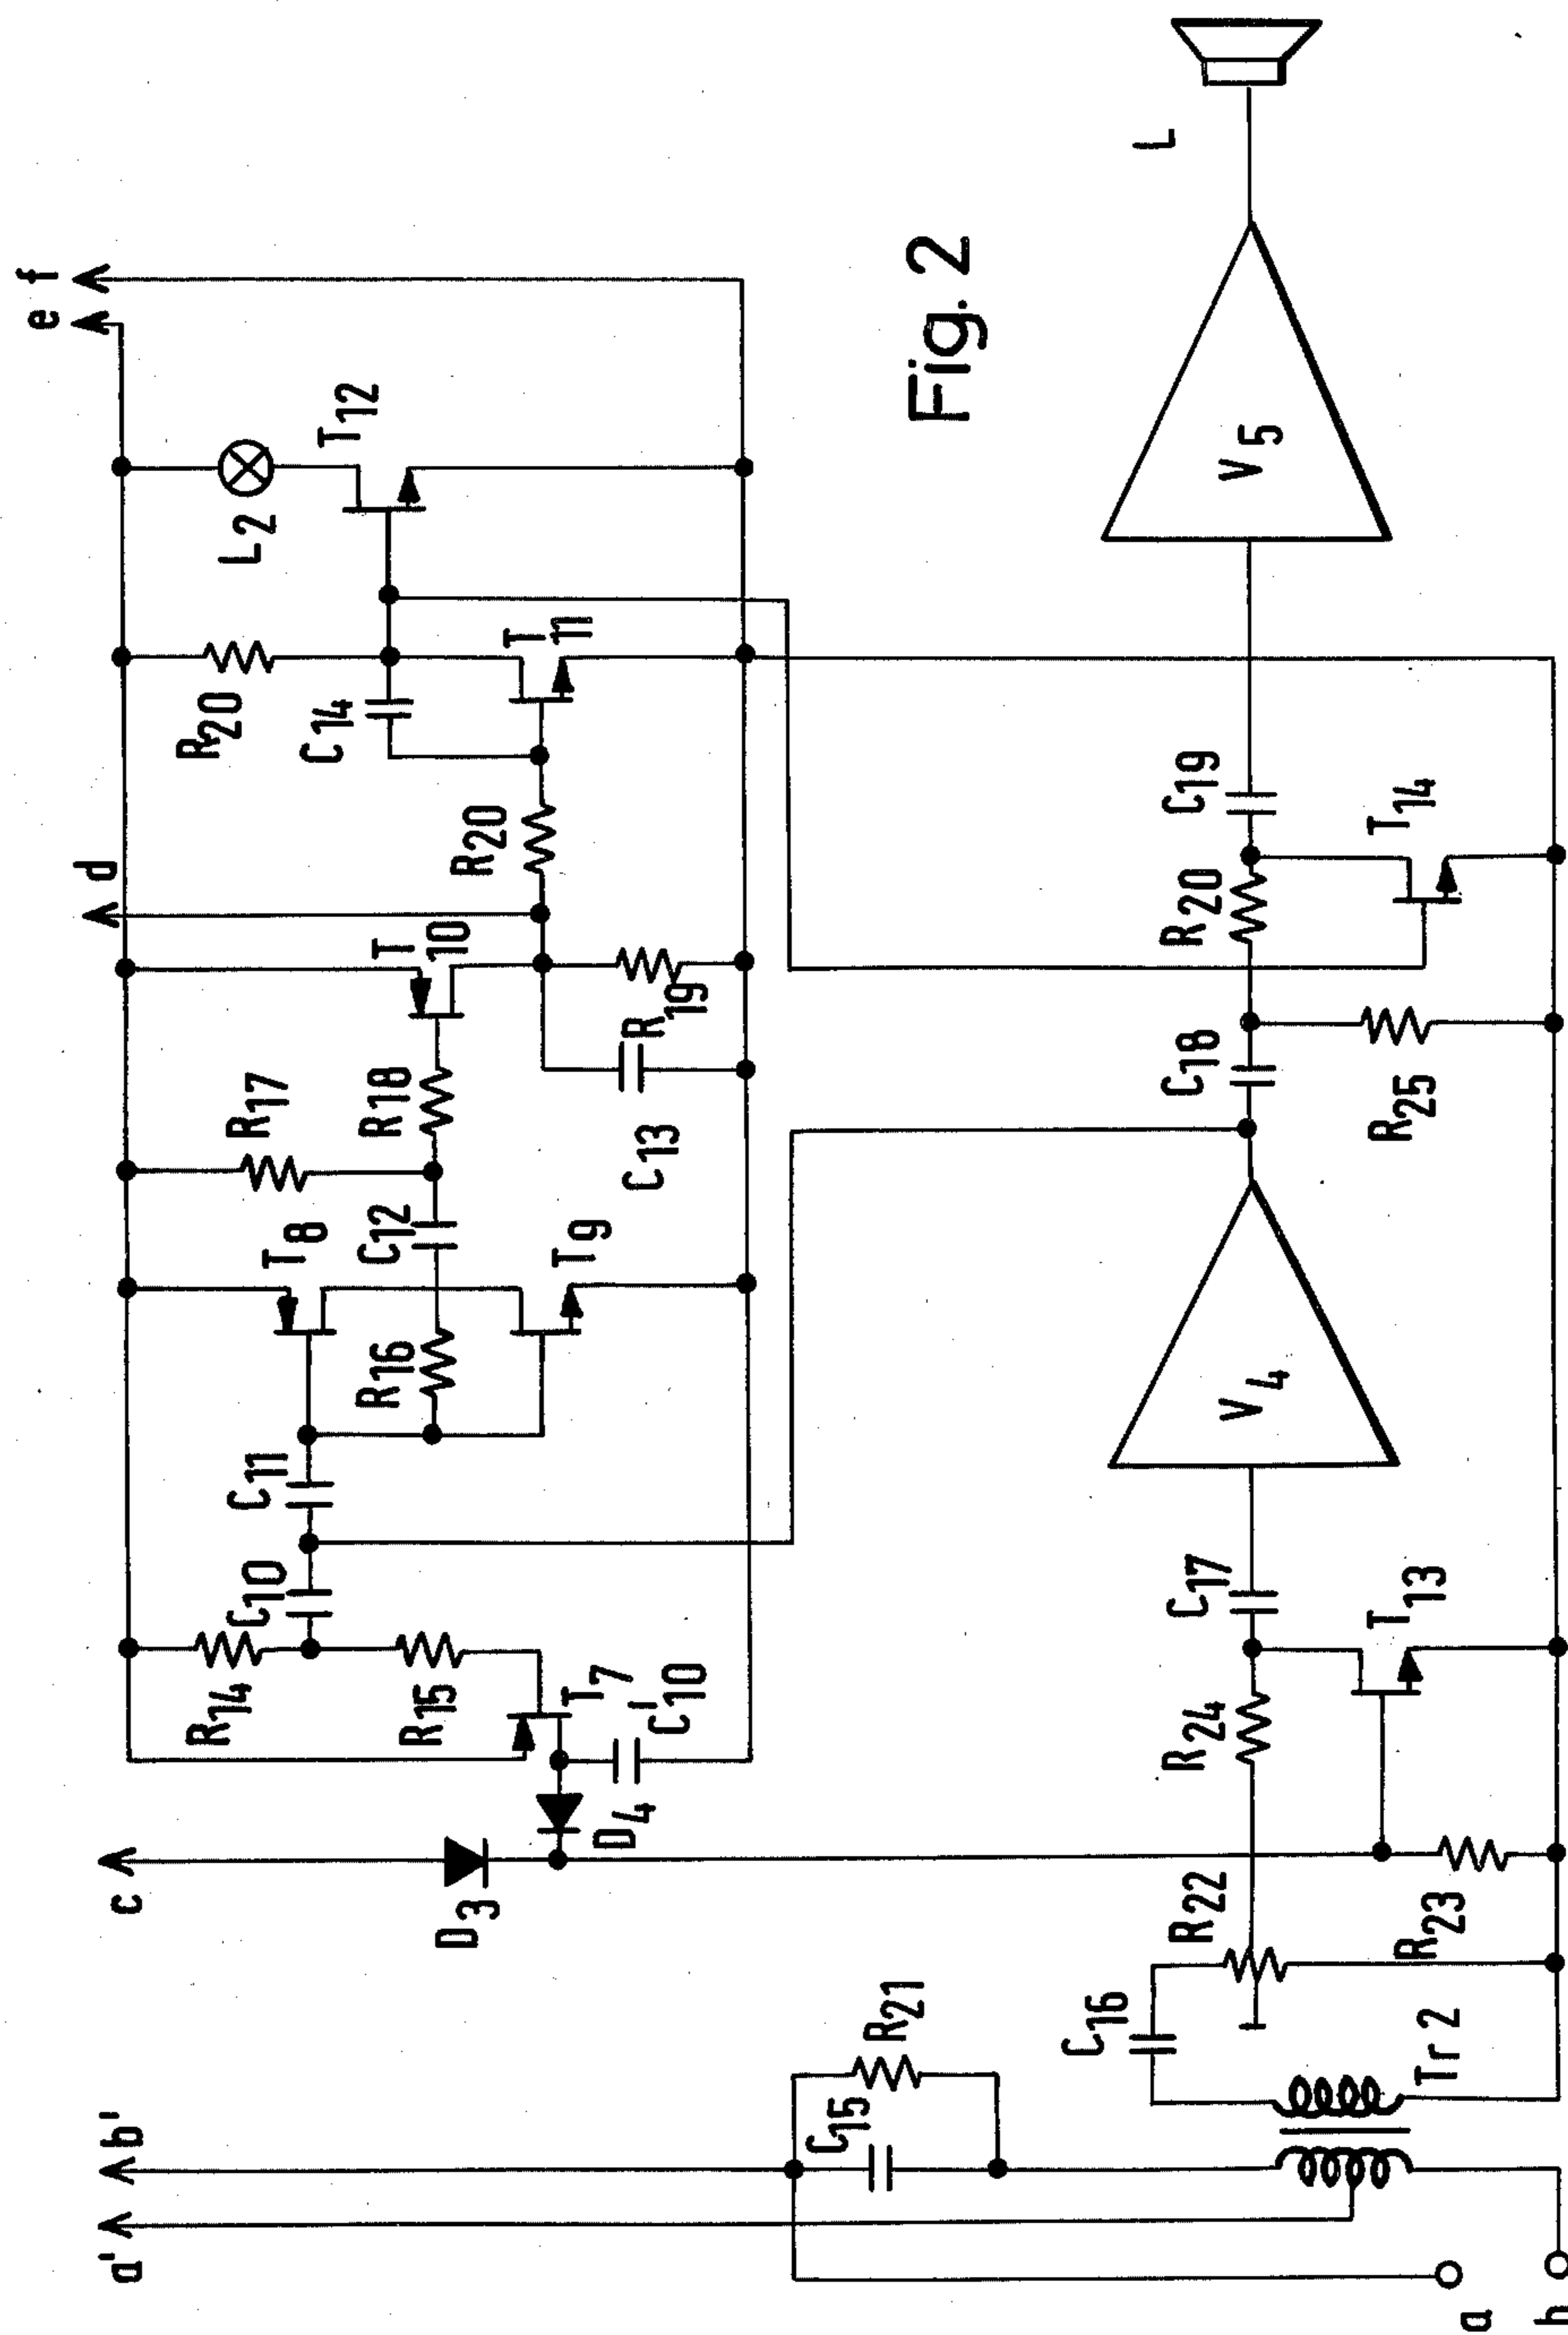 a'
b'
c
d
e
f
R14
C10
C11
R15
T7
C'10
D3
D4
T8
R16
C12
T9
R17
R18
T10
R19
C13
R20
R20
C14
T11
L2
T12
Fig. 2
a
b
C15
R21
Tr 2
C16
R22
R23
R24
C17
T13
V4
C18
R25
R20
C19
T14
V5
L